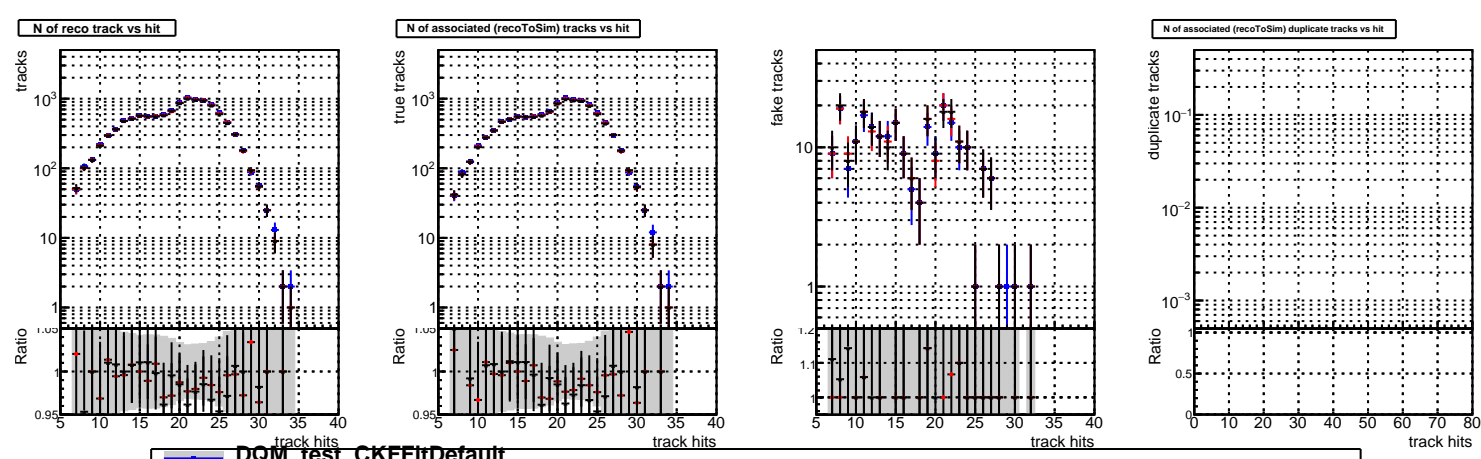 N of reco track vs hit
tracks
10³
10²
10
1
Ratio
1.05
1
0.95
5 10 15 20 25 30 35 40
track hits
N of associated (recoToSim) tracks vs hit
true tracks
10³
10²
10
1
Ratio
1.05
1
0.95
5 10 15 20 25 30 35 40
track hits
fake tracks
10
1
Ratio
1.2
1.1
1
5 10 15 20 25 30 35 40
track hits
N of associated (recoToSim) duplicate tracks vs hit
duplicate tracks
10⁻¹
10⁻²
10⁻³
Ratio
1
0.5
0
0 10 20 30 40 50 60 70 80
track hits
DQM_test_CKFFltDefault